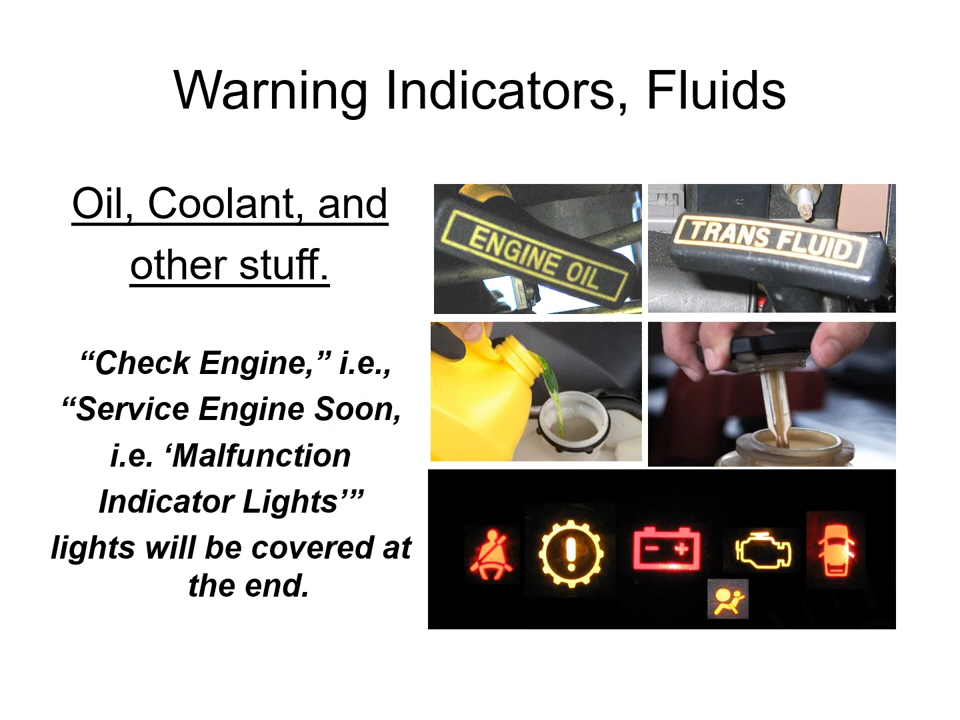 Warning Indicators, Fluids
Oil, Coolant, and
other stuff.
“Check Engine,” i.e.,
“Service Engine Soon,
i.e. ‘Malfunction
Indicator Lights’”
lights will be covered at
the end.
ENGINE OIL
TRANS FLUID